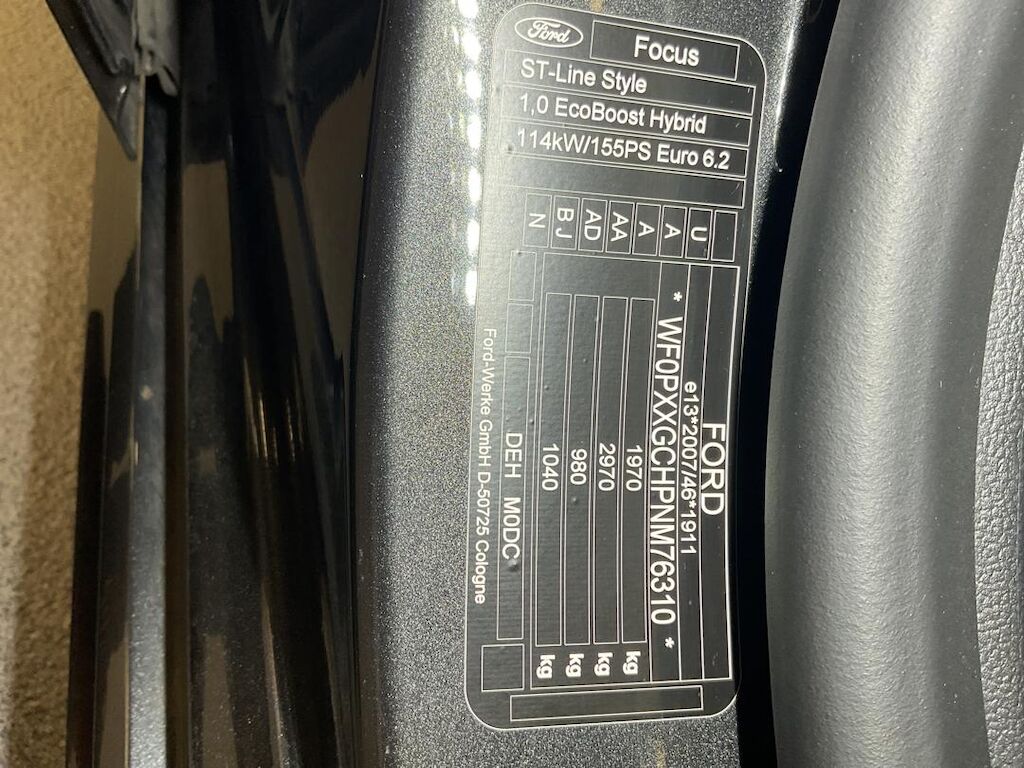 Ford
Focus
ST-Line Style
1,0 EcoBoost Hybrid
114kW/155PS Euro 6.2
U
A
A
AA
AD
BJ
N
FORD
e13*2007/46*1911
* WF0PXXGCHPNM76310 *
1970 kg
2970 kg
980 kg
1040 kg
DEH M0DC
Ford-Werke GmbH D-50725 Cologne